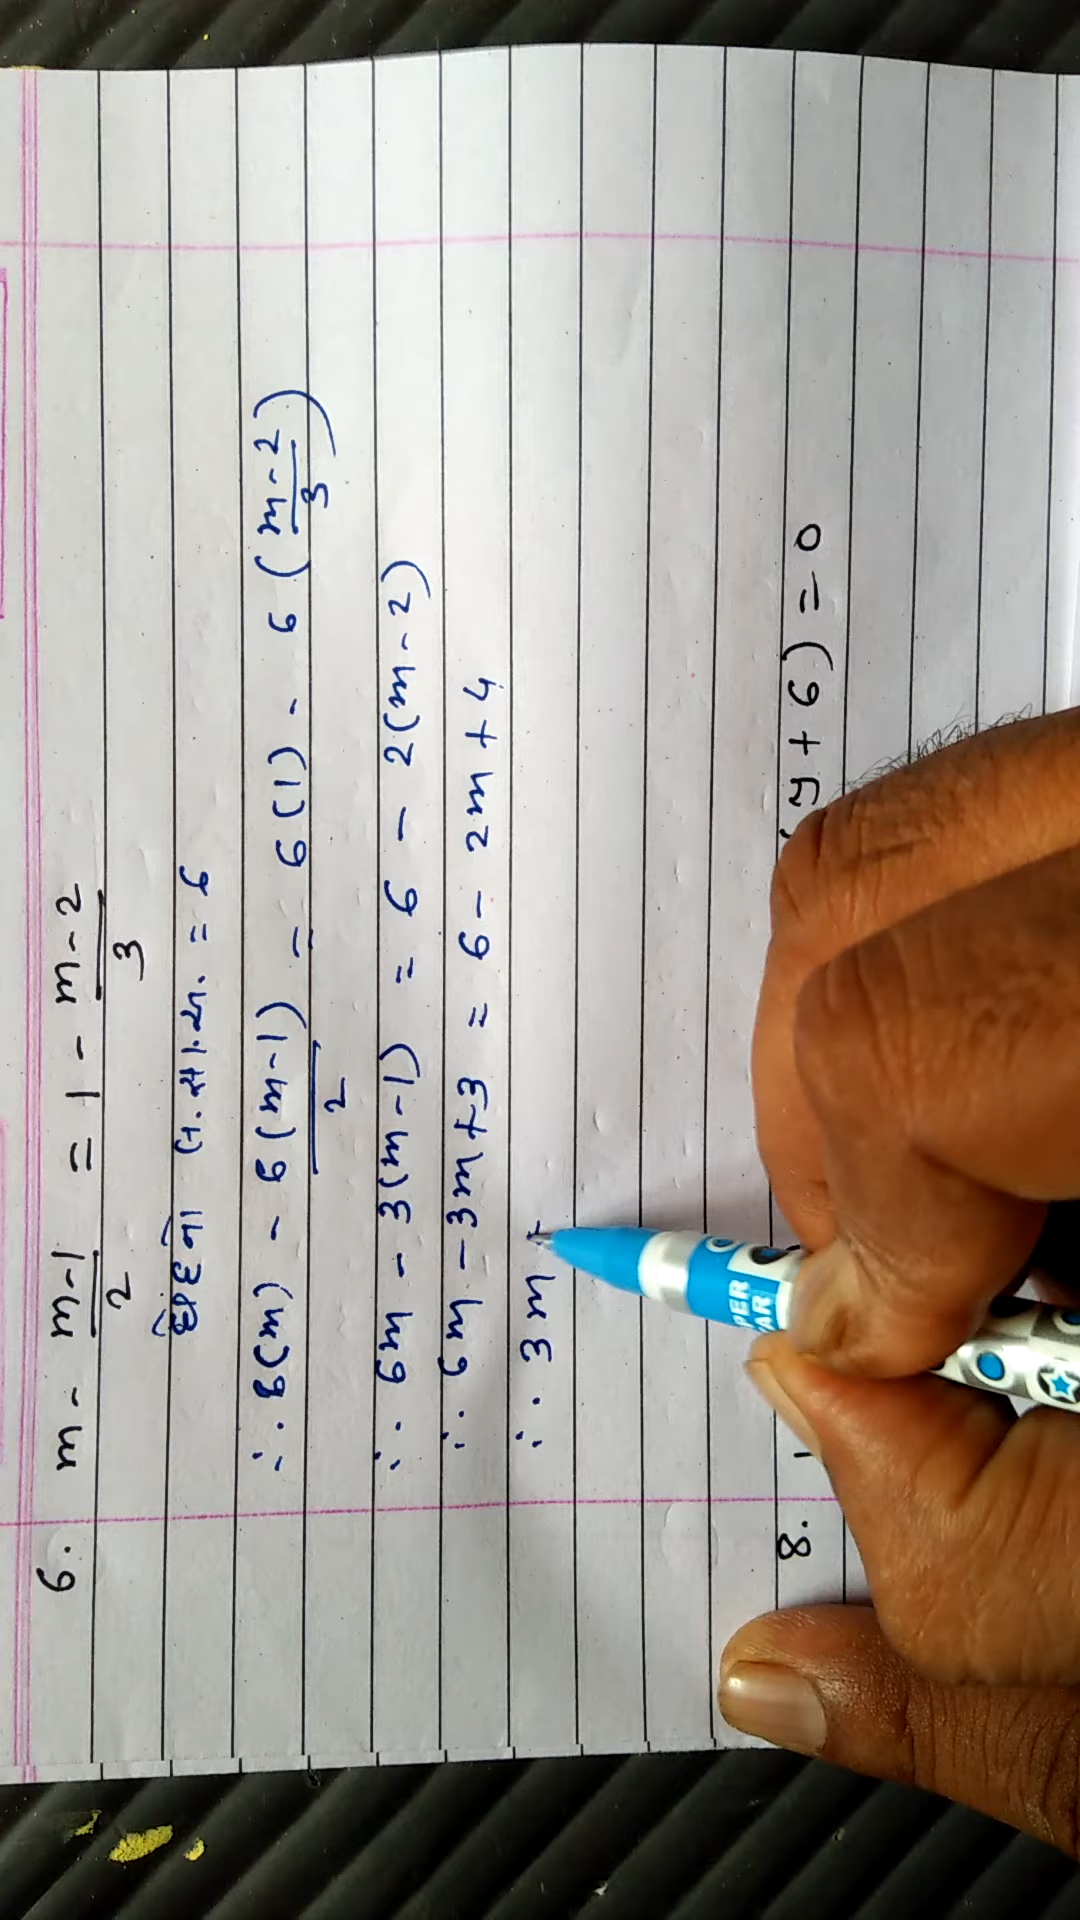 6. m - m-1/2 = 1 - m-2/3
છેદનો લ.સા.અ. = 6
∴ 6(m) - 6(m-1)/2 = 6(1) - 6(m-2/3)
∴ 6m - 3(m-1) = 6 - 2(m-2)
∴ 6m - 3m + 3 = 6 - 2m + 4
∴ 3m
8. (y + 6) = 0